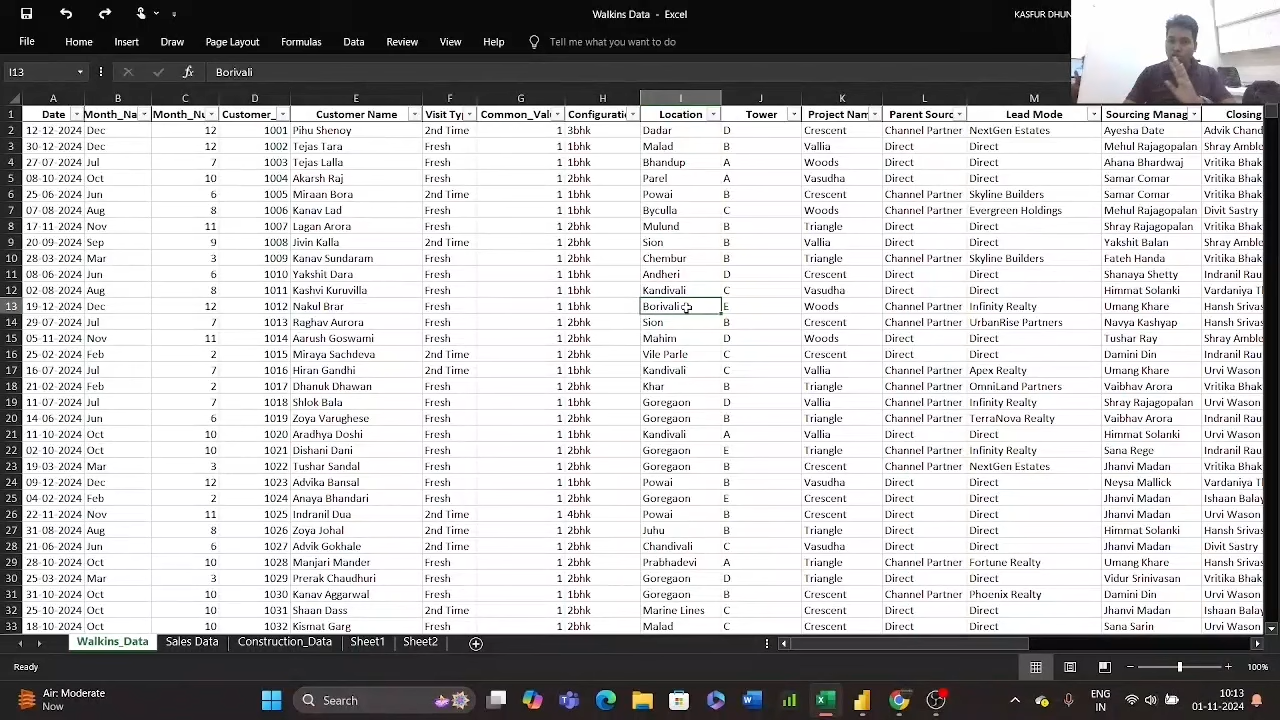 Walkins Data - Excel
KASFUR DHUN
File Home Insert Draw Page Layout Formulas Data Review View Help Tell me what you want to do
I13 fx Borivali
A B C D E F G H I J K L M N
1 Date Month_Na Month_Nu Customer_ Customer Name Visit Ty Common_Valu Configurati Location Tower Project Nam Parent Sourc Lead Mode Sourcing Manag Closing
2 12-12-2024 Dec 12 1001 Pihu Shenoy 2nd Time 1 3bhk Dadar D Crescent Channel Partner NextGen Estates Ayesha Date Advik Chand
3 30-12-2024 Dec 12 1002 Tejas Tara Fresh 1 1bhk Malad B Vallia Direct Direct Mehul Rajagopalan Shray Amble
4 27-07-2024 Jul 7 1003 Tejas Lalla Fresh 1 1bhk Bhandup A Woods Direct Direct Ahana Bhardwaj Vritika Bhak
5 08-10-2024 Oct 10 1004 Akarsh Raj Fresh 1 2bhk Parel A Vasudha Direct Direct Samar Comar Vritika Bhak
6 25-06-2024 Jun 6 1005 Miraan Bora 2nd Time 1 1bhk Powai B Crescent Channel Partner Skyline Builders Samar Comar Vritika Bhak
7 07-08-2024 Aug 8 1006 Kanav Lad Fresh 1 1bhk Byculla C Woods Channel Partner Evergreen Holdings Mehul Rajagopalan Divit Sastry
8 17-11-2024 Nov 11 1007 Lagan Arora Fresh 1 1bhk Mulund B Triangle Direct Direct Shray Rajagopalan Vritika Bhak
9 20-09-2024 Sep 9 1008 Jivin Kalla 2nd Time 1 2bhk Sion B Vallia Direct Direct Yakshit Balan Shray Amble
10 28-03-2024 Mar 3 1009 Kanav Sundaram Fresh 1 2bhk Chembur B Triangle Channel Partner Skyline Builders Fateh Handa Vritika Bhak
11 08-06-2024 Jun 6 1010 Yakshit Dara Fresh 1 2bhk Andheri D Crescent Direct Direct Shanaya Shetty Indranil Rau
12 02-08-2024 Aug 8 1011 Kashvi Kuruvilla Fresh 1 1bhk Kandivali C Vasudha Direct Direct Himmat Solanki Vardaniya T
13 19-12-2024 Dec 12 1012 Nakul Brar Fresh 1 1bhk Borivali E Woods Channel Partner Infinity Realty Umang Khare Hansh Srivas
14 29-07-2024 Jul 7 1013 Raghav Aurora Fresh 1 2bhk Sion B Crescent Channel Partner UrbanRise Partners Navya Kashyap Hansh Srivas
15 05-11-2024 Nov 11 1014 Aarush Goswami Fresh 1 2bhk Mahim D Woods Direct Direct Tushar Ray Shray Amble
16 25-02-2024 Feb 2 1015 Miraya Sachdeva 2nd Time 1 2bhk Vile Parle C Crescent Direct Direct Damini Din Indranil Rau
17 16-07-2024 Jul 7 1016 Hiran Gandhi 2nd Time 1 2bhk Kandivali C Vallia Channel Partner Apex Realty Umang Khare Urvi Wason
18 21-02-2024 Feb 2 1017 Dhanuk Dhawan Fresh 1 2bhk Khar B Triangle Channel Partner OmniLand Partners Vaibhav Arora Indranil Rau
19 11-07-2024 Jul 7 1018 Shlok Bala Fresh 1 2bhk Goregaon D Vallia Channel Partner Infinity Realty Shray Rajagopalan Urvi Wason
20 14-06-2024 Jun 6 1019 Zoya Varughese Fresh 1 2bhk Goregaon B Triangle Channel Partner TerraNova Realty Vaibhav Arora Indranil Rau
21 11-10-2024 Oct 10 1020 Aradhya Doshi Fresh 1 1bhk Kandivali A Vallia Direct Direct Himmat Solanki Urvi Wason
22 02-10-2024 Oct 10 1021 Dishani Dani Fresh 1 2bhk Goregaon E Triangle Channel Partner Direct Sana Rege Urvi Wason
23 19-03-2024 Mar 3 1022 Tushar Sandal Fresh 1 2bhk Goregaon B Crescent Channel Partner NextGen Estates Jhanvi Madan Vritika Bhak
24 09-12-2024 Dec 12 1023 Advika Bansal Fresh 1 1bhk Powai B Vasudha Direct Direct Neysa Mallick Vardaniya T
25 04-02-2024 Feb 2 1024 Anaya Bhandari Fresh 1 2bhk Goregaon E Crescent Direct Direct Jhanvi Madan Ishaan Balay
26 22-11-2024 Nov 11 1025 Indranil Dua 2nd Time 1 4bhk Powai B Crescent Direct Direct Jhanvi Madan Urvi Wason
27 31-08-2024 Aug 8 1026 Zoya Johal 2nd Time 1 2bhk Juhu B Triangle Direct Direct Himmat Solanki Hansh Srivas
28 21-06-2024 Jun 6 1027 Advik Gokhale 2nd Time 1 2bhk Chandivali C Vasudha Direct Direct Jhanvi Madan Divit Sastry
29 28-10-2024 Oct 10 1028 Manjari Mander Fresh 1 2bhk Prabhadevi A Triangle Channel Partner Fortune Realty Umang Khare Hansh Srivas
30 25-03-2024 Mar 3 1029 Prerak Chaudhuri Fresh 1 2bhk Goregaon D Triangle Direct Direct Vidur Srinivasan Vritika Bhak
31 31-10-2024 Oct 10 1030 Kanav Aggarwal Fresh 1 1bhk Goregaon B Crescent Channel Partner Phoenix Realty Damini Din Vritika Bhak
32 25-10-2024 Oct 10 1031 Shaan Dass 2nd Time 1 2bhk Marine Lines C Crescent Direct Direct Jhanvi Madan Ishaan Balay
33 18-10-2024 Oct 10 1032 Kismat Garg Fresh 1 2bhk Malad C Crescent Direct Direct Sana Sarin Urvi Wason
Walkins_Data Sales Data Construction_Data Sheet1 Sheet2
Ready 100%
Air: Moderate
Now
Search
ENG
IN
10:13
01-11-2024